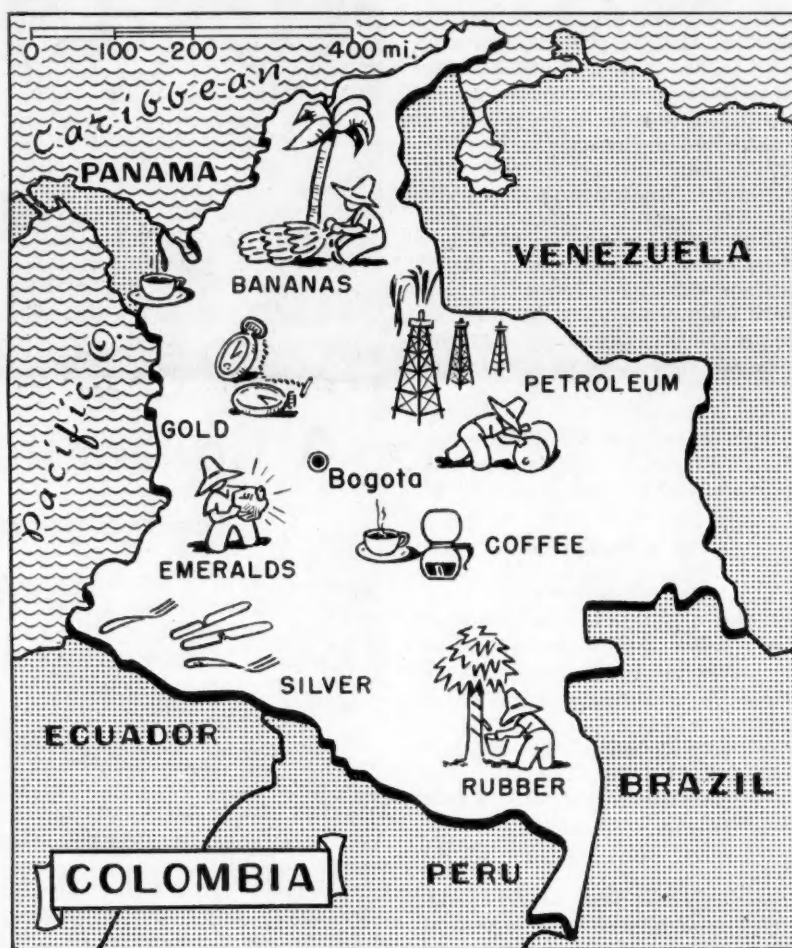 0 100 200 400 mi.
Caribbean
PANAMA
VENEZUELA
BANANAS
Pacific O.
PETROLEUM
GOLD
Bogota
COFFEE
EMERALDS
SILVER
ECUADOR
RUBBER
BRAZIL
PERU
COLOMBIA